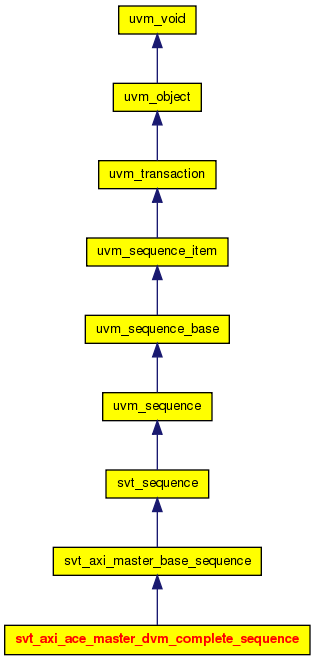 uvm_void
uvm_object
uvm_transaction
uvm_sequence_item
uvm_sequence_base
uvm_sequence
svt_sequence
svt_axi_master_base_sequence
svt_axi_ace_master_dvm_complete_sequence